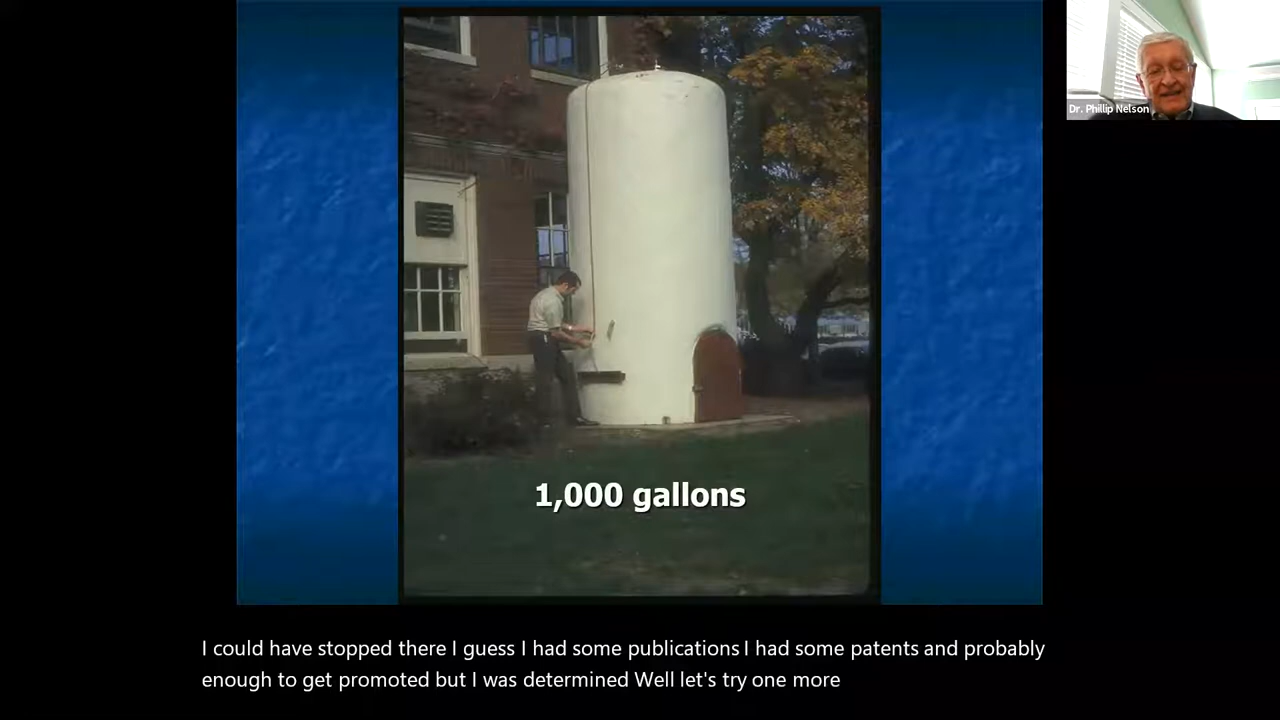 Dr. Phillip Nelson
1,000 gallons
I could have stopped there I guess I had some publications I had some patents and probably
enough to get promoted but I was determined Well let's try one more